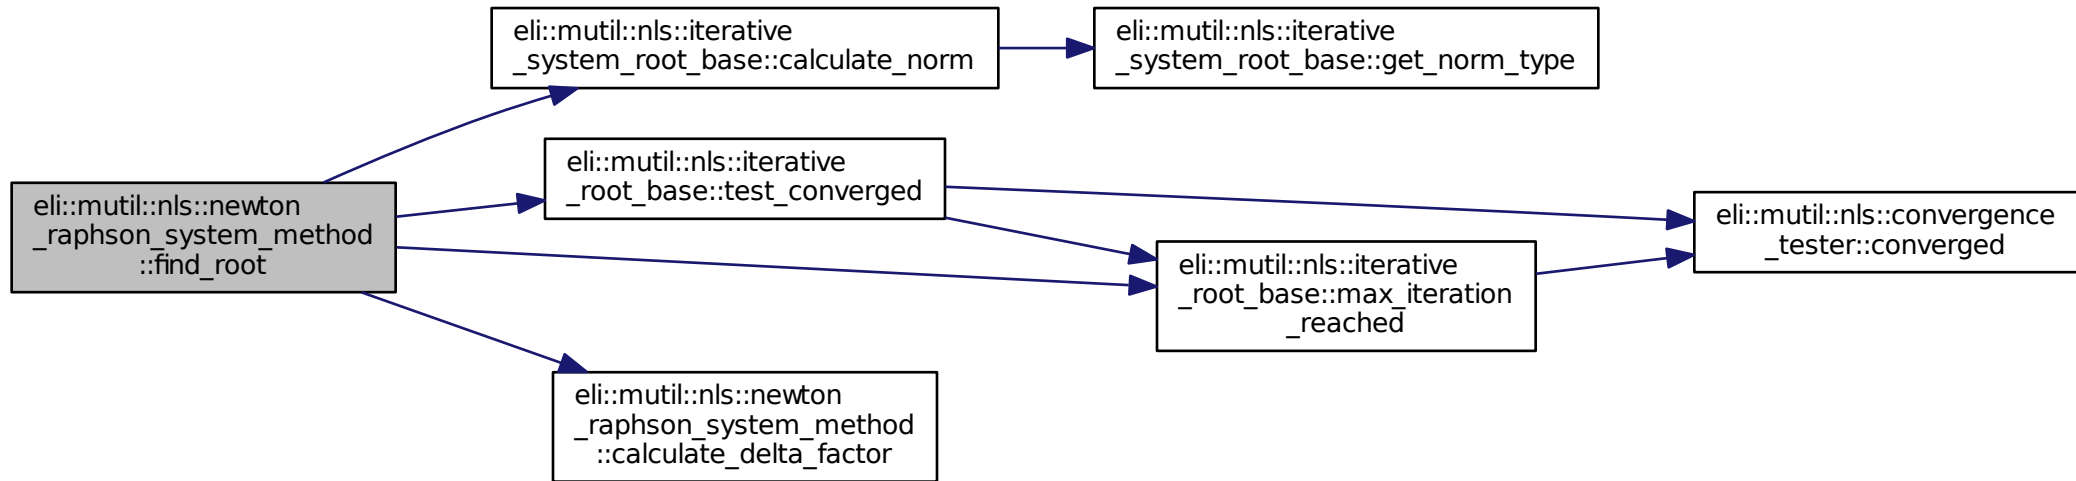 eli::mutil::nls::newton
_raphson_system_method
::find_root
eli::mutil::nls::iterative
_system_root_base::calculate_norm
eli::mutil::nls::iterative
_system_root_base::get_norm_type
eli::mutil::nls::iterative
_root_base::test_converged
eli::mutil::nls::iterative
_root_base::max_iteration
_reached
eli::mutil::nls::convergence
_tester::converged
eli::mutil::nls::newton
_raphson_system_method
::calculate_delta_factor